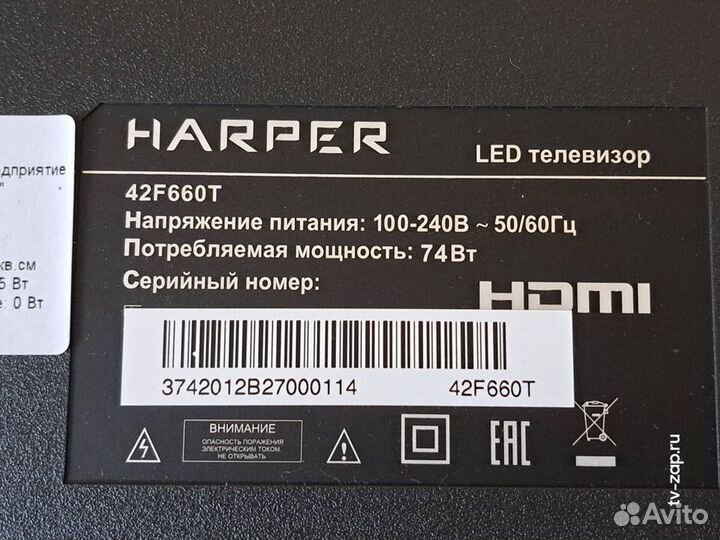 HARPER
LED телевизор
42F660T
Напряжение питания: 100-240В ~ 50/60Гц
Потребляемая мощность: 74Вт
Серийный номер:
HDMI
3742012B27000114 42F660T
ВНИМАНИЕ
ОПАСНОСТЬ ПОРАЖЕНИЯ
ЭЛЕКТРИЧЕСКИМ ТОКОМ
НЕ ОТКРЫВАТЬ
EAC
едприятие
"
кв.см
5 Вт
е: 0 Вт
tv-zap.ru
Avito